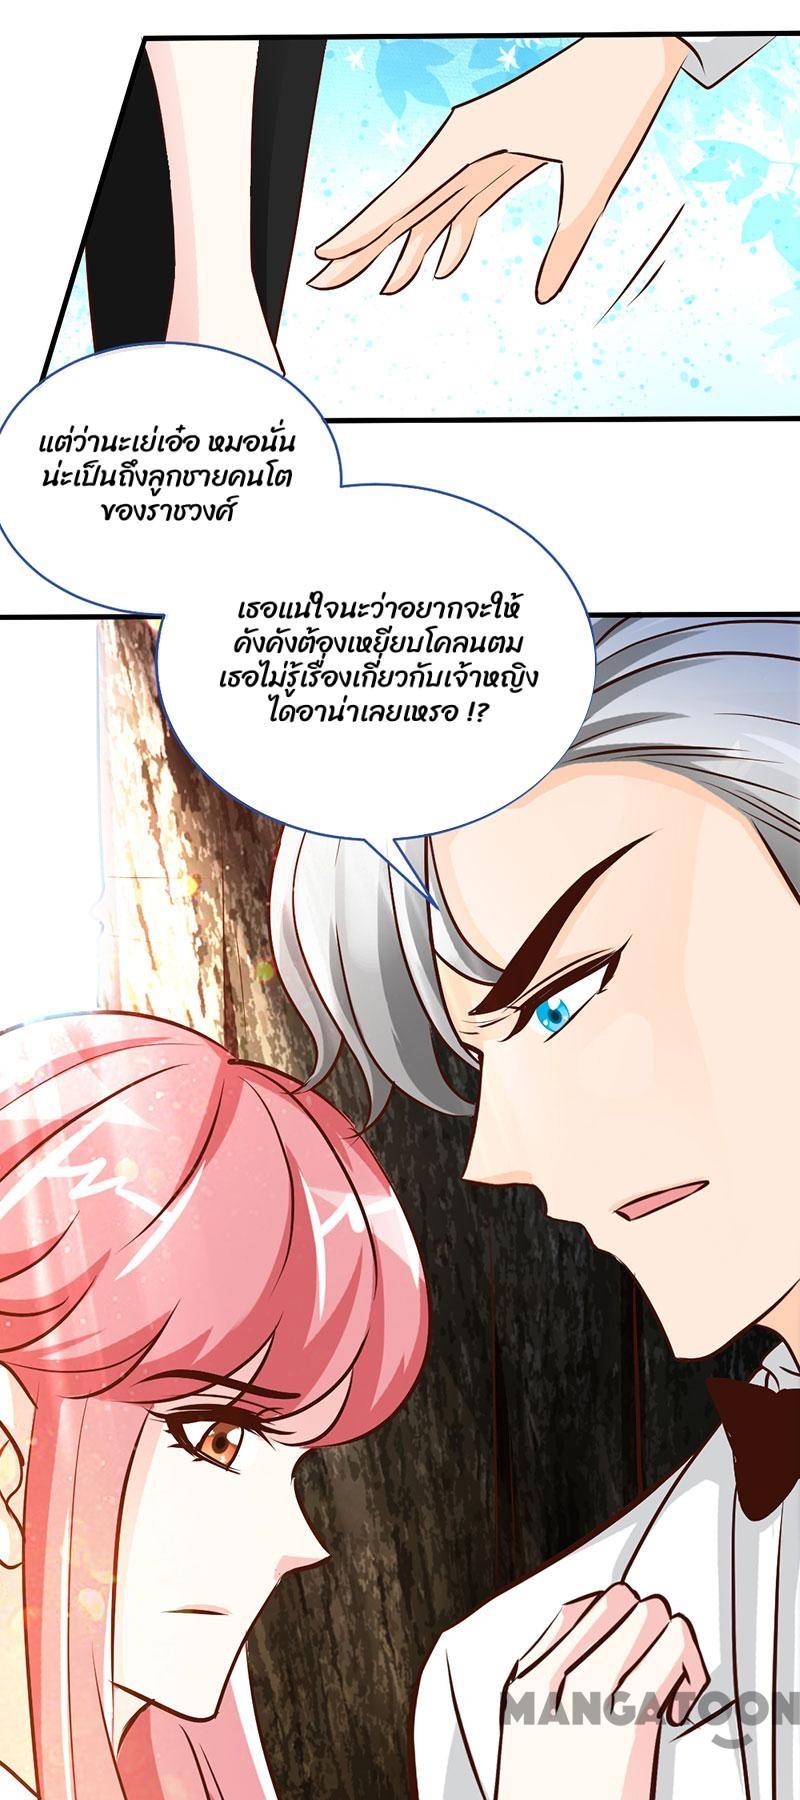 แต่ว่านะเย่เอ๋อ หมอนั่น
น่ะเป็นถึงลูกชายคนโต
ของราชวงศ์
เธอแน่ใจนะว่าอยากจะให้
คังคังต้องเหยียบโคลนตม
เธอไม่รู้เรื่องเกี่ยวกับเจ้าหญิง
ไดอาน่าเลยเหรอ !?
MANGATOON